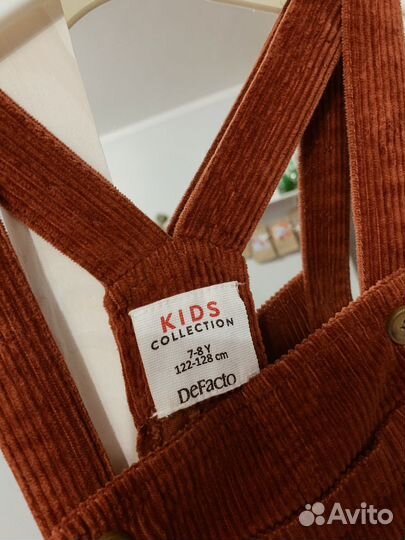 KIDS
COLLECTION
7-8 Y
122-128 cm
DeFacto
Avito